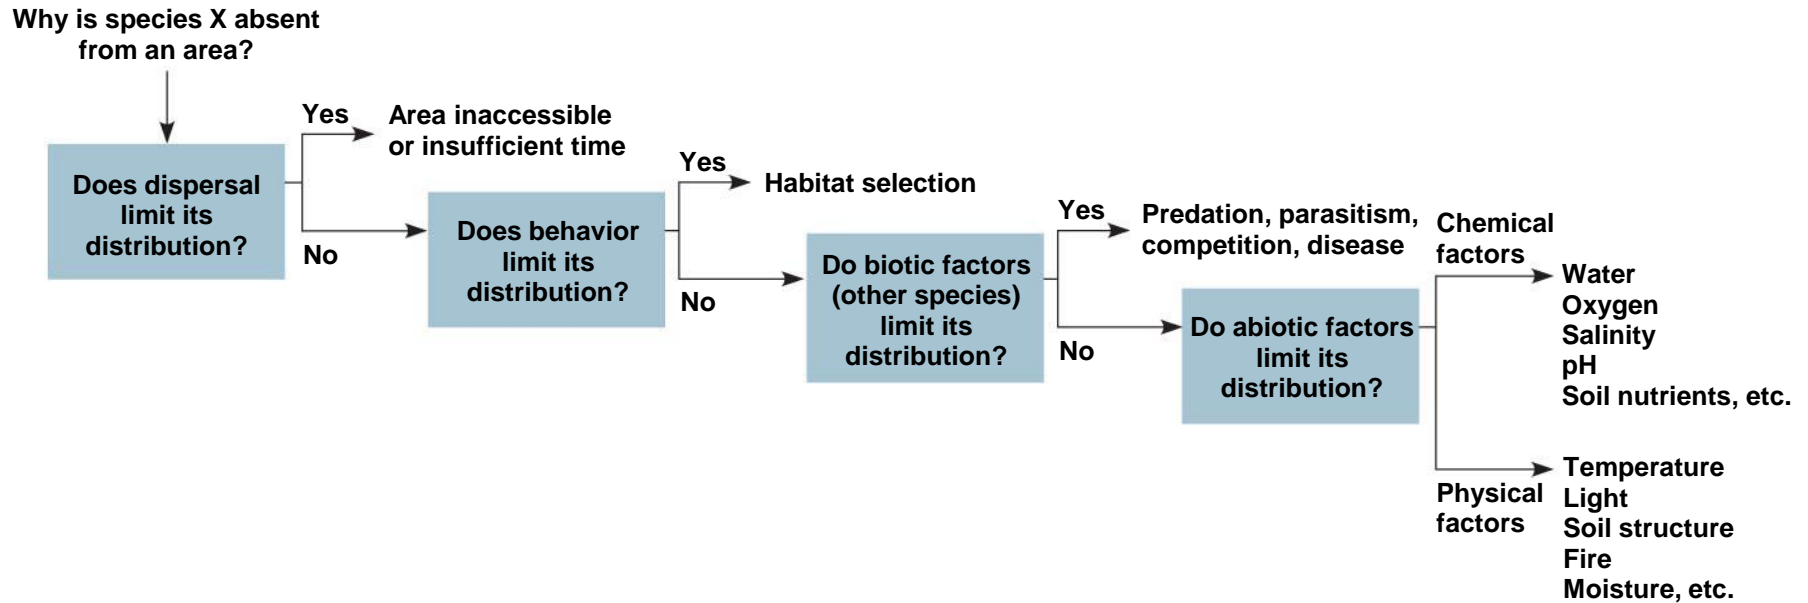 Why is species X absent
from an area?
Does dispersal
limit its
distribution?
Yes
Area inaccessible
or insufficient time
No
Does behavior
limit its
distribution?
Yes
Habitat selection
No
Do biotic factors
(other species)
limit its
distribution?
Yes
Predation, parasitism,
competition, disease
No
Do abiotic factors
limit its
distribution?
Chemical
factors
Water
Oxygen
Salinity
pH
Soil nutrients, etc.
Physical
factors
Temperature
Light
Soil structure
Fire
Moisture, etc.